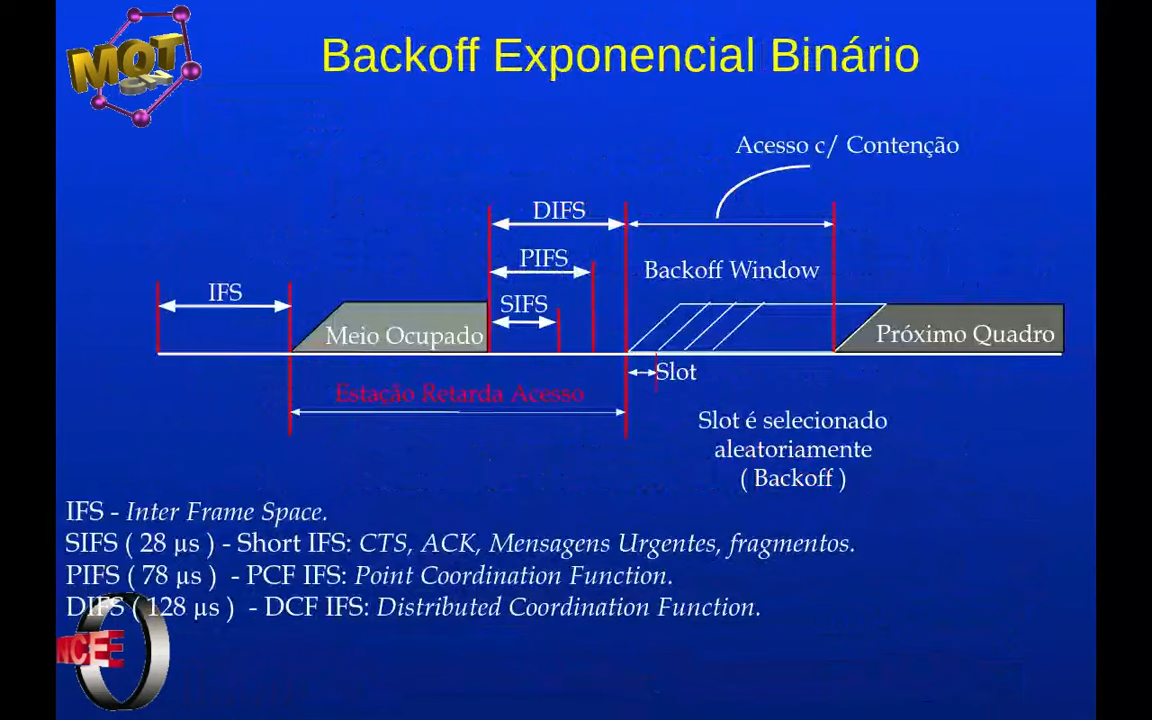 MQT
Backoff Exponencial Binário
Acesso c/ Contenção
DIFS
PIFS
Backoff Window
IFS
SIFS
Meio Ocupado
Próximo Quadro
Slot
Estação Retarda Acesso
Slot é selecionado
aleatoriamente
( Backoff )
IFS - Inter Frame Space.
SIFS ( 28 µs ) - Short IFS: CTS, ACK, Mensagens Urgentes, fragmentos.
PIFS ( 78 µs ) - PCF IFS: Point Coordination Function.
DIFS ( 128 µs ) - DCF IFS: Distributed Coordination Function.